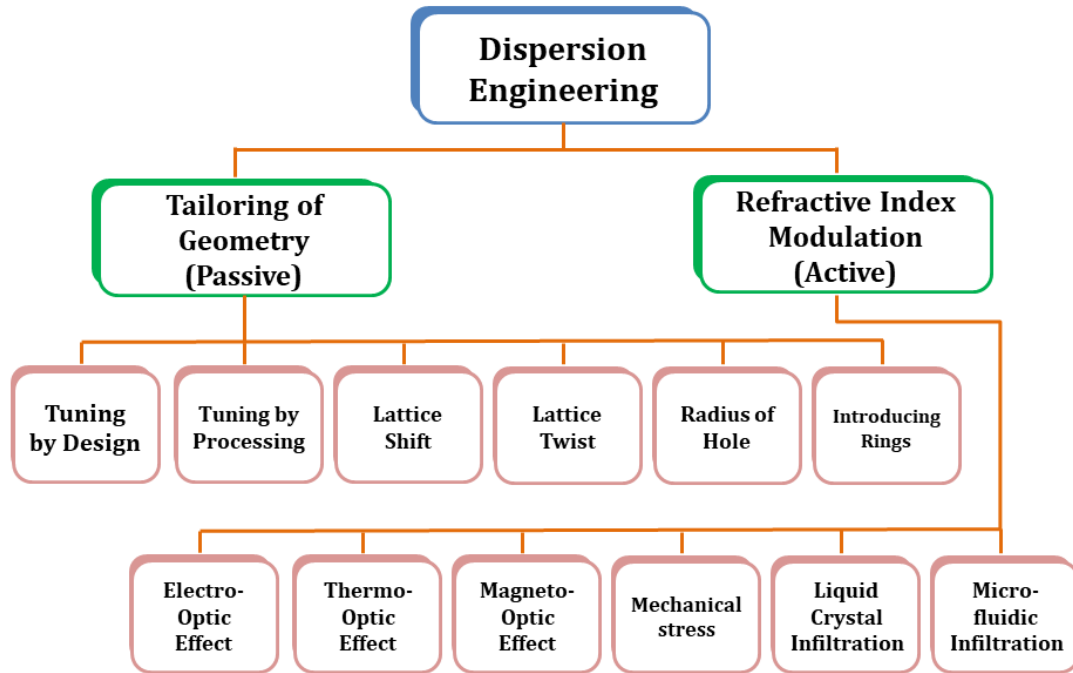 Dispersion
Engineering
Tailoring of
Geometry
(Passive)
Refractive Index
Modulation
(Active)
Tuning
by Design
Tuning by
Processing
Lattice
Shift
Lattice
Twist
Radius of
Hole
Introducing
Rings
Electro-
Optic
Effect
Thermo-
Optic
Effect
Magneto-
Optic
Effect
Mechanical
stress
Liquid
Crystal
Infiltration
Micro-
fluidic
Infiltration